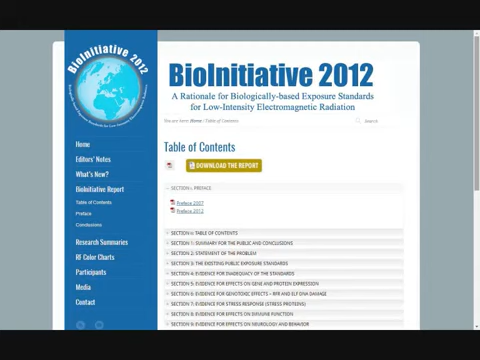 BioInitiative 2012
BioInitiative 2012
A Rationale for Biologically-based Exposure Standards
for Low-Intensity Electromagnetic Radiation
You are here: Home / Table of Contents
Search
Home
Editors' Notes
What's New?
BioInitiative Report
Table of Contents
Preface
Conclusions
Research Summaries
RF Color Charts
Participants
Media
Contact
Table of Contents
DOWNLOAD THE REPORT
SECTION i: PREFACE
Preface 2007
Preface 2012
SECTION ii: TABLE OF CONTENTS
SECTION 1: SUMMARY FOR THE PUBLIC AND CONCLUSIONS
SECTION 2: STATEMENT OF THE PROBLEM
SECTION 3: THE EXISTING PUBLIC EXPOSURE STANDARDS
SECTION 4: EVIDENCE FOR INADEQUACY OF THE STANDARDS
SECTION 5: EVIDENCE FOR EFFECTS ON GENE AND PROTEIN EXPRESSION
SECTION 6: EVIDENCE FOR GENOTOXIC EFFECTS – RFR AND ELF DNA DAMAGE
SECTION 7: EVIDENCE FOR STRESS RESPONSE (STRESS PROTEINS)
SECTION 8: EVIDENCE FOR EFFECTS ON IMMUNE FUNCTION
SECTION 9: EVIDENCE FOR EFFECTS ON NEUROLOGY AND BEHAVIOR